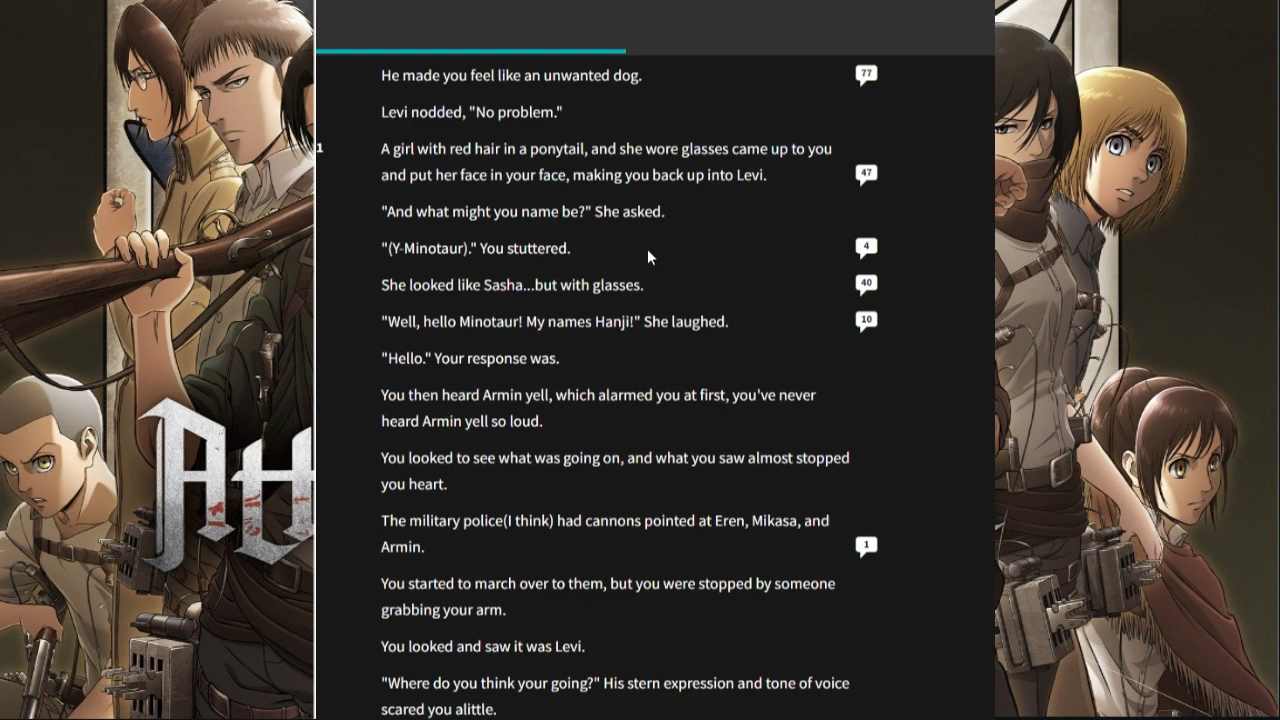 He made you feel like an unwanted dog.
77
Levi nodded, "No problem."
1
A girl with red hair in a ponytail, and she wore glasses came up to you
and put her face in your face, making you back up into Levi.
47
"And what might you name be?" She asked.
"(Y-Minotaur)." You stuttered.
4
She looked like Sasha...but with glasses.
40
"Well, hello Minotaur! My names Hanji!" She laughed.
10
"Hello." Your response was.
You then heard Armin yell, which alarmed you at first, you've never
heard Armin yell so loud.
You looked to see what was going on, and what you saw almost stopped
you heart.
The military police(I think) had cannons pointed at Eren, Mikasa, and
Armin.
1
You started to march over to them, but you were stopped by someone
grabbing your arm.
You looked and saw it was Levi.
"Where do you think your going?" His stern expression and tone of voice
scared you alittle.
Att